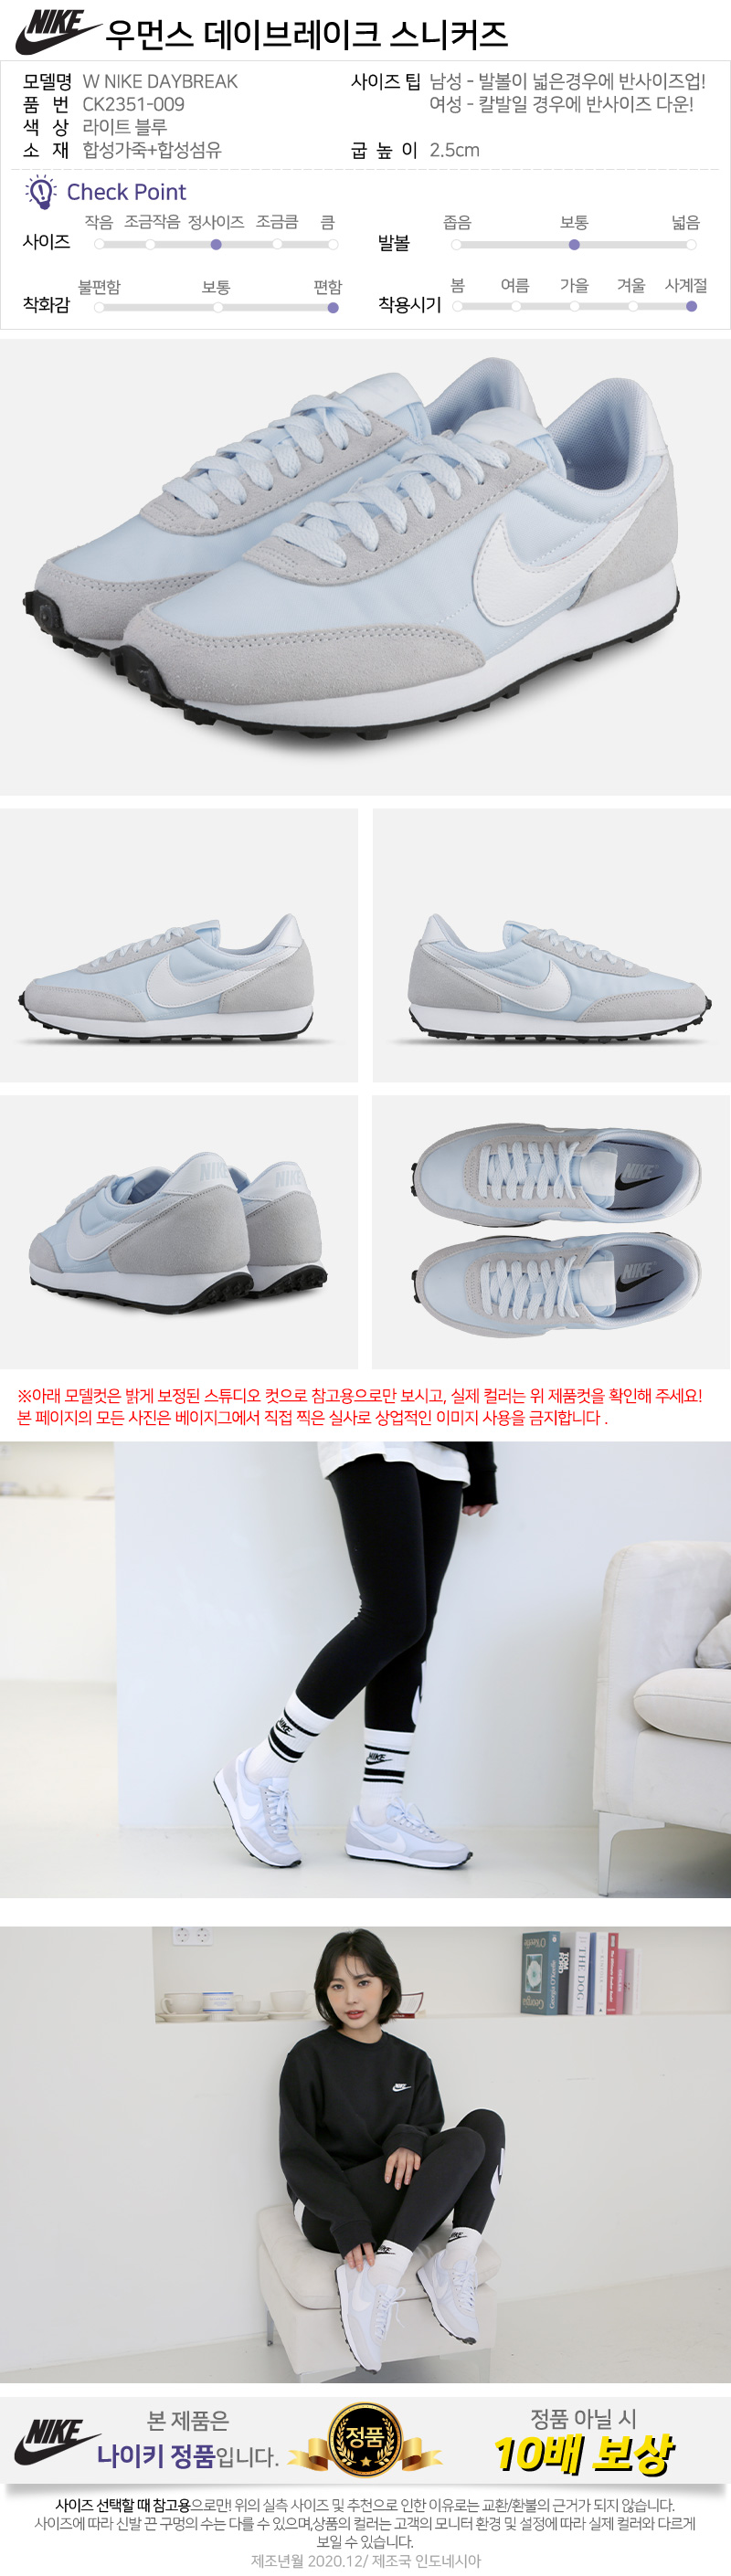 NIKE 우먼스 데이브레이크 스니커즈
모델명 W NIKE DAYBREAK
품 번 CK2351-009
색 상 라이트 블루
소 재 합성가죽+합성섬유
사이즈 팁 남성 - 발볼이 넓은경우에 반사이즈업!
여성 - 칼발일 경우에 반사이즈 다운!
굽 높 이 2.5cm
Check Point
작음 조금작음 정사이즈 조금큼 큼
사이즈
좁음 보통 넓음
발볼
불편함 보통 편함
착화감
봄 여름 가을 겨울 사계절
착용시기
NIKE
NIKE
NIKE
NIKE
※아래 모델컷은 밝게 보정된 스튜디오 컷으로 참고용으로만 보시고, 실제 컬러는 위 제품컷을 확인해 주세요!
본 페이지의 모든 사진은 베이지그에서 직접 찍은 실사로 상업적인 이미지 사용을 금지합니다 .
NIKE
NIKE
Georgia O'Keeffe
TOM FORD
THE DOG
NIKE
NIKE
NIKE
NIKE
본 제품은
나이키 정품입니다.
정품
정품 아닐 시
10배 보상
사이즈 선택할 때 참고용으로만! 위의 실측 사이즈 및 추천으로 인한 이유로는 교환/환불의 근거가 되지 않습니다.
사이즈에 따라 신발 끈 구멍의 수는 다를 수 있으며,상품의 컬러는 고객의 모니터 환경 및 설정에 따라 실제 컬러와 다르게
보일 수 있습니다.
제조년월 2020.12/ 제조국 인도네시아